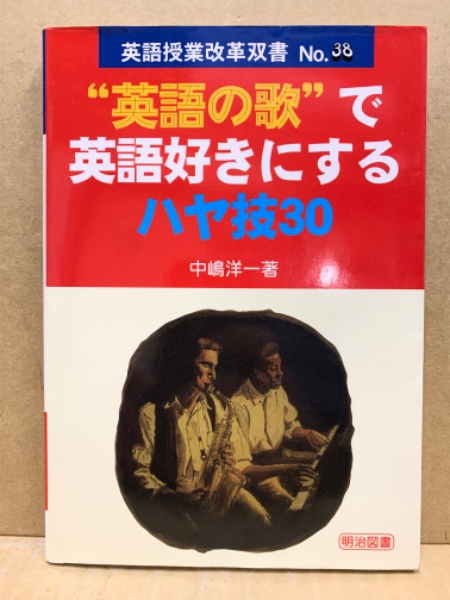 英語授業改革双書 No.38
“英語の歌”で
英語好きにする
ハヤ技30
中嶋洋一著
明治図書